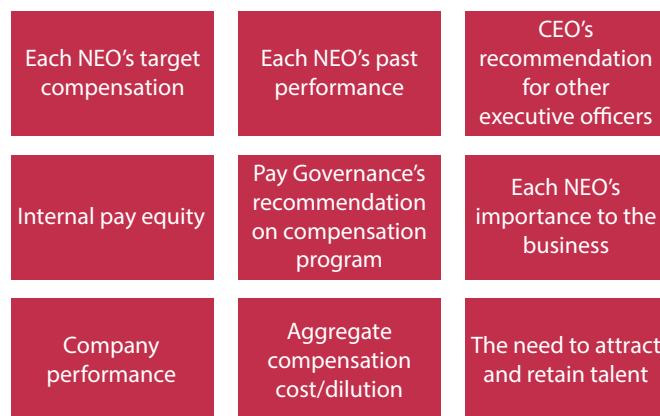 Each NEO’s target
compensation
Each NEO’s past
performance
CEO’s
recommendation
for other
executive officers
Internal pay equity
Pay Governance’s
recommendation
on compensation
program
Each NEO’s
importance to the
business
Company
performance
Aggregate
compensation
cost/dilution
The need to attract
and retain talent